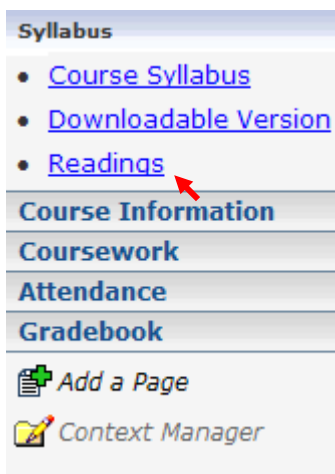 Syllabus
Course Syllabus
Downloadable Version
Readings
Course Information
Coursework
Attendance
Gradebook
Add a Page
Context Manager